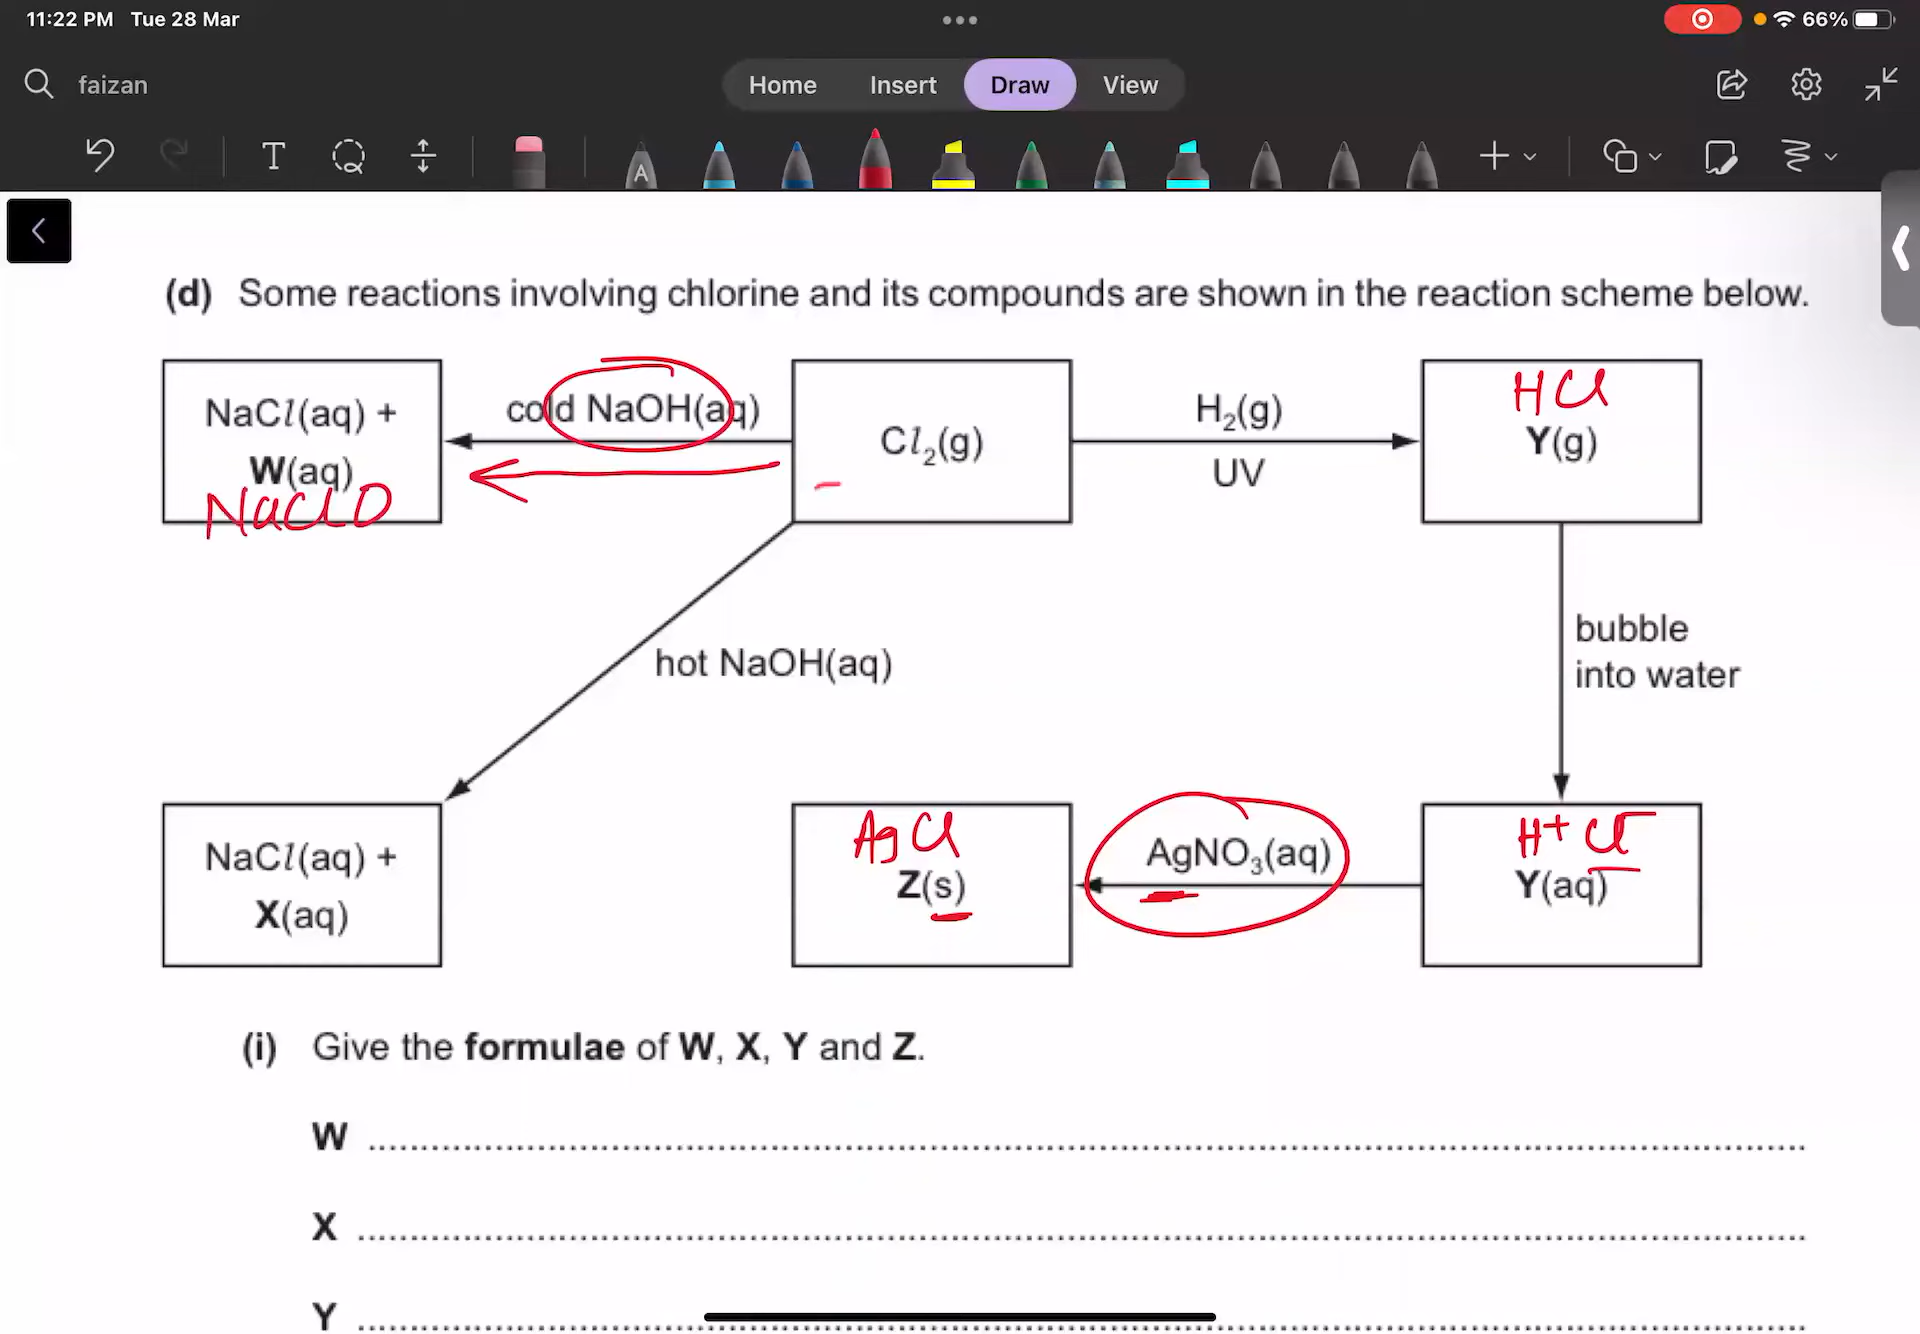 11:22 PM Tue 28 Mar
66%
faizan
Home Insert Draw View
T
A
(d) Some reactions involving chlorine and its compounds are shown in the reaction scheme below.
NaCl(aq) +
W(aq)
NaClO
cold NaOH(aq)
Cl₂(g)
H₂(g)
UV
HCl
Y(g)
hot NaOH(aq)
bubble
into water
NaCl(aq) +
X(aq)
AgCl
Z(s)
AgNO₃(aq)
H⁺ Cl⁻
Y(aq)
(i) Give the formulae of W, X, Y and Z.
W
X
Y